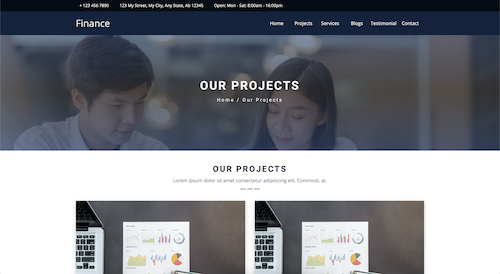 + 123 456 7890 123 My Street, My City, Any State, Ab 12345 Open: Mon - Sat: 8:00am - 16:00pm
Finance Home Projects Services Blogs Testimonial Contact
OUR PROJECTS
Home / Our Projects
OUR PROJECTS
Lorem ipsum dolor sit amet consectetur adipisicing elit. Commodi, at.